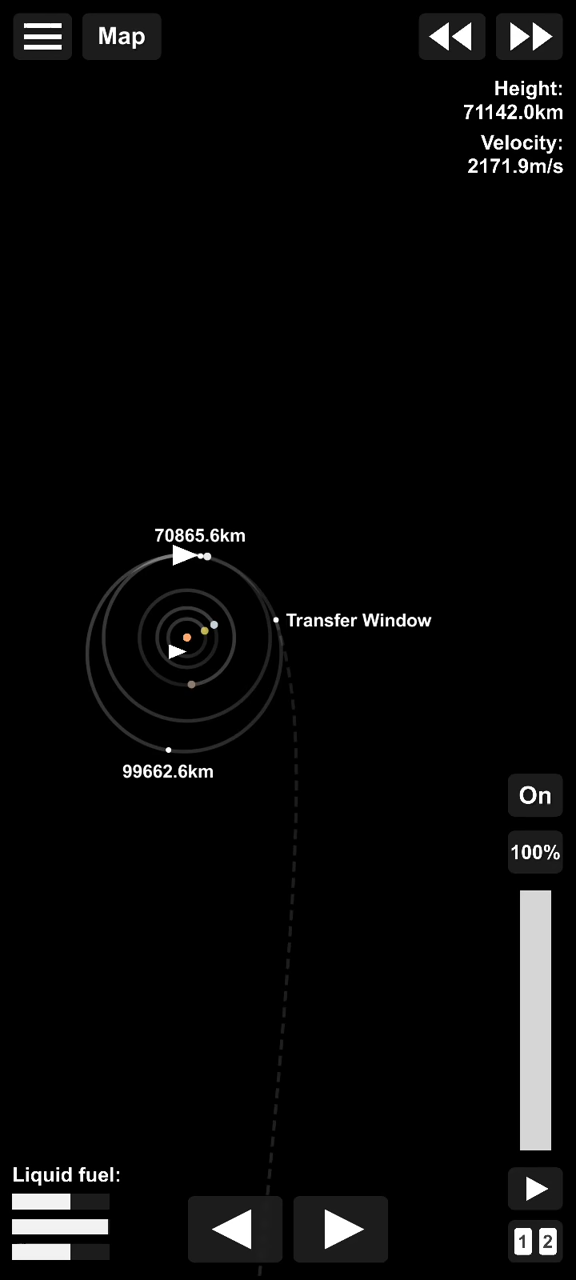 Map
Height:
71142.0km
Velocity:
2171.9m/s
70865.6km
Transfer Window
99662.6km
On
100%
Liquid fuel:
1 2